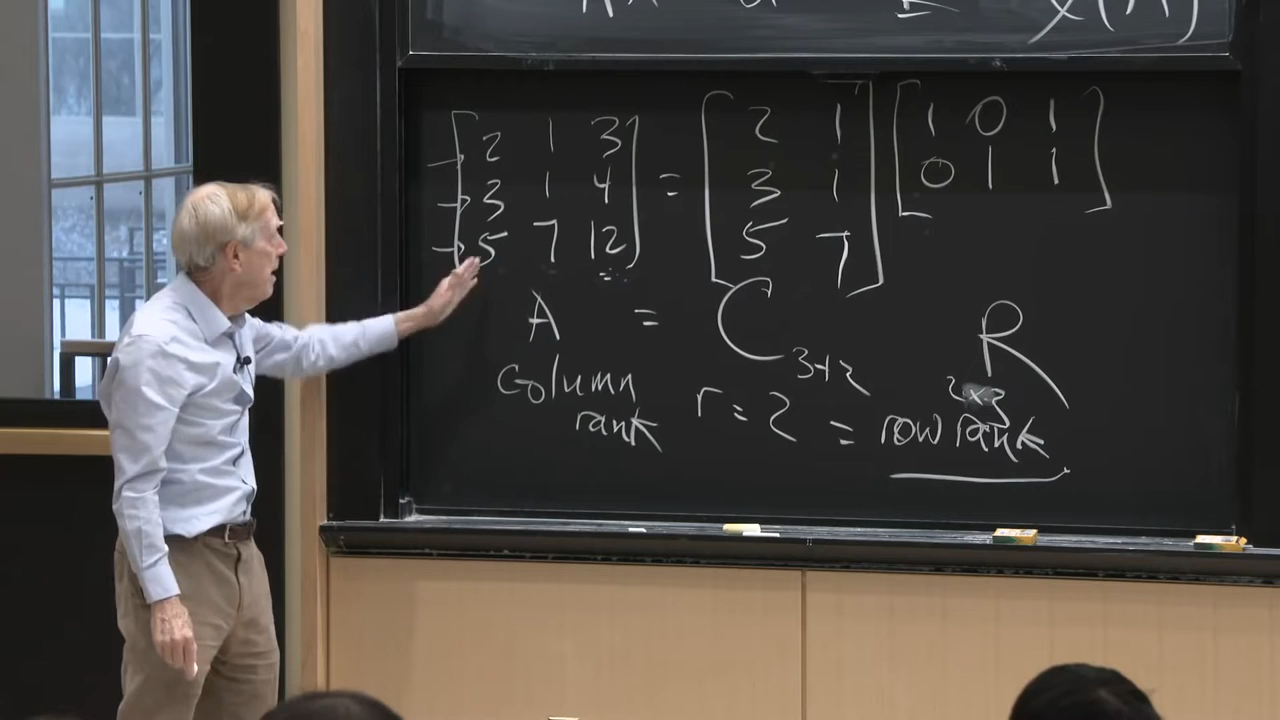 [2 1 3] = [2 1] [1 0 1]
[3 1 4] [3 1] [0 1 1]
[5 7 12] [5 7]
A = C 3×2 R 2×3
column rank r = 2 = row rank